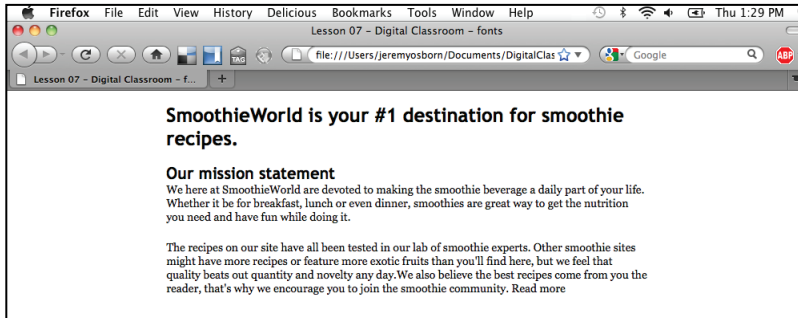 Firefox File Edit View History Delicious Bookmarks Tools Window Help Thu 1:29 PM
Lesson 07 – Digital Classroom – fonts
TAG file:///Users/jeremyosborn/Documents/DigitalClas Google ABP
Lesson 07 – Digital Classroom – f... +
SmoothieWorld is your #1 destination for smoothie
recipes.
Our mission statement
We here at SmoothieWorld are devoted to making the smoothie beverage a daily part of your life.
Whether it be for breakfast, lunch or even dinner, smoothies are great way to get the nutrition
you need and have fun while doing it.
The recipes on our site have all been tested in our lab of smoothie experts. Other smoothie sites
might have more recipes or feature more exotic fruits than you'll find here, but we feel that
quality beats out quantity and novelty any day.We also believe the best recipes come from you the
reader, that's why we encourage you to join the smoothie community. Read more